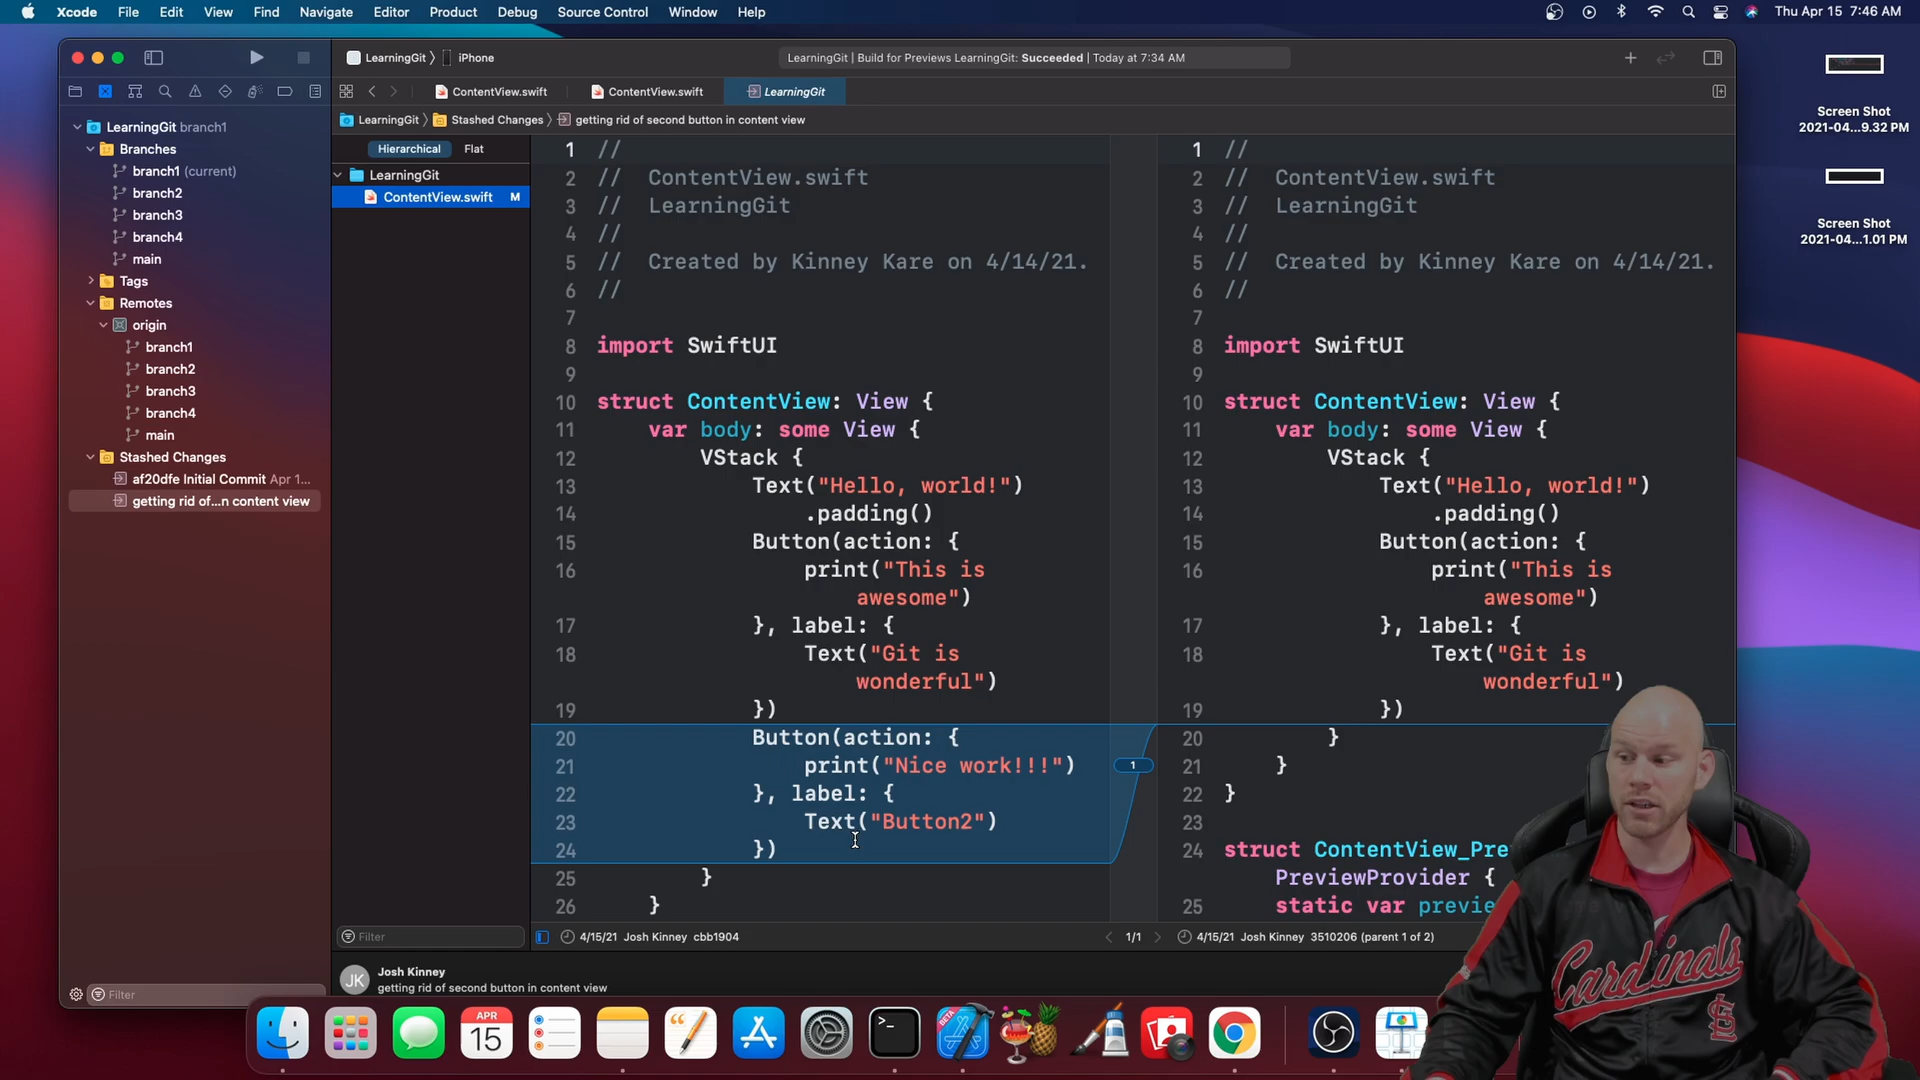 Xcode File Edit View Find Navigate Editor Product Debug Source Control Window Help
Thu Apr 15 7:46 AM
LearningGit ⟩ iPhone
LearningGit | Build for Previews LearningGit: Succeeded | Today at 7:34 AM
ContentView.swift
ContentView.swift
LearningGit
LearningGit ⟩ Stashed Changes ⟩ getting rid of second button in content view
LearningGit branch1
Branches
branch1 (current)
branch2
branch3
branch4
main
Tags
Remotes
origin
branch1
branch2
branch3
branch4
main
Stashed Changes
af20dfe Initial Commit Apr 1...
getting rid of...n content view
Filter
Hierarchical Flat
LearningGit
ContentView.swift M
Filter
1 //
2 // ContentView.swift
3 // LearningGit
4 //
5 // Created by Kinney Kare on 4/14/21.
6 //
7
8 import SwiftUI
9
10 struct ContentView: View {
11 var body: some View {
12 VStack {
13 Text("Hello, world!")
14 .padding()
15 Button(action: {
16 print("This is
awesome")
17 }, label: {
18 Text("Git is
wonderful")
19 })
20 Button(action: {
21 print("Nice work!!!")
22 }, label: {
23 Text("Button2")
24 })
25 }
26 }
1
1 //
2 // ContentView.swift
3 // LearningGit
4 //
5 // Created by Kinney Kare on 4/14/21.
6 //
7
8 import SwiftUI
9
10 struct ContentView: View {
11 var body: some View {
12 VStack {
13 Text("Hello, world!")
14 .padding()
15 Button(action: {
16 print("This is
awesome")
17 }, label: {
18 Text("Git is
wonderful")
19 })
20 }
21 }
22 }
23
24 struct ContentView_Pre
PreviewProvider {
25 static var previe
4/15/21 Josh Kinney cbb1904
1/1
4/15/21 Josh Kinney 3510206 (parent 1 of 2)
JK
Josh Kinney
getting rid of second button in content view
Screen Shot
2021-04...9.32 PM
Screen Shot
2021-04...1.01 PM
APR
15
BETA
Cardinals